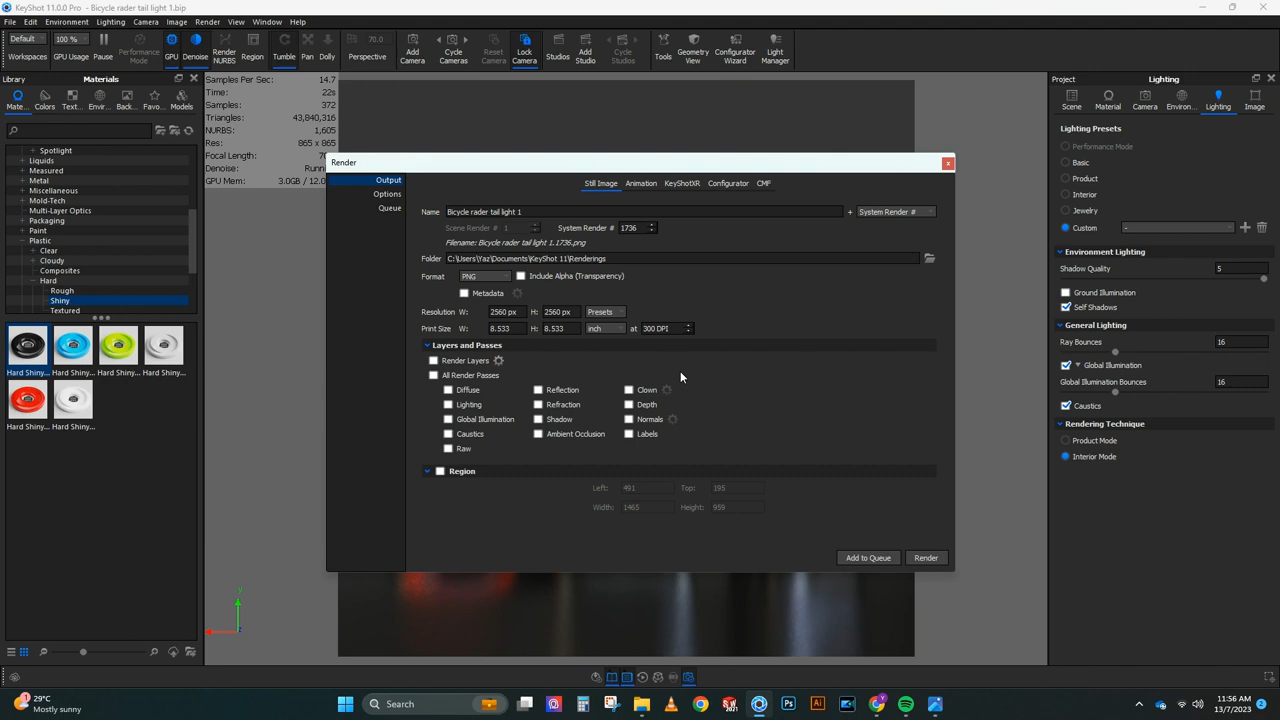 KeyShot 11.0.0 Pro - Bicycle rader tail light 1.bip
File Edit Environment Lighting Camera Image Render View Window Help
Default 100 % 70.0
Workspaces GPU Usage Pause Performance Mode GPU Denoise Render NURBS Region Tumble Pan Dolly Perspective Add Camera Cycle Cameras Reset Camera Lock Camera Studios Add Studio Cycle Studios Tools Geometry View Configurator Wizard Light Manager
Library Materials
Mate... Colors Text... Envir... Back... Favo... Models
Spotlight
Liquids
Measured
Metal
Miscellaneous
Mold-Tech
Multi-Layer Optics
Packaging
Paint
Plastic
Clear
Cloudy
Composites
Hard
Rough
Shiny
Textured
Hard Shiny... Hard Shiny... Hard Shiny... Hard Shiny...
Hard Shiny... Hard Shiny...
Samples Per Sec: 14.7
Time: 22s
Samples: 372
Triangles: 43,840,316
NURBS: 1,605
Res: 865 x 865
Focal Length: 70
Denoise: Runn
GPU Mem: 3.0GB / 12.0
Render
Output
Options
Queue
Still Image Animation KeyShotXR Configurator CMF
Name Bicycle rader tail light 1 + System Render #
Scene Render # 1 System Render # 1736
Filename: Bicycle rader tail light 1.1736.png
Folder C:\Users\Yaz\Documents\KeyShot 11\Renderings
Format PNG Include Alpha (Transparency)
Metadata
Resolution W: 2560 px H: 2560 px Presets
Print Size W: 8.533 H: 8.533 inch at 300 DPI
Layers and Passes
Render Layers
All Render Passes
Diffuse Reflection Clown
Lighting Refraction Depth
Global Illumination Shadow Normals
Caustics Ambient Occlusion Labels
Raw
Region
Left: 491 Top: 195
Width: 1465 Height: 959
Add to Queue Render
Project Lighting
Scene Material Camera Environ... Lighting Image
Lighting Presets
Performance Mode
Basic
Product
Interior
Jewelry
Custom -
Environment Lighting
Shadow Quality 5
Ground Illumination
Self Shadows
General Lighting
Ray Bounces 16
Global Illumination
Global Illumination Bounces 16
Caustics
Rendering Technique
Product Mode
Interior Mode
y
29°C
Mostly sunny
Search
11:56 AM
13/7/2023